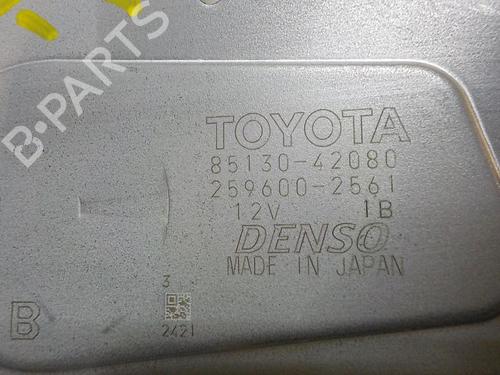 B-PARTS
TOYOTA
85130-42080
259600-2561
12V 1B
DENSO
MADE IN JAPAN
3
2421
B